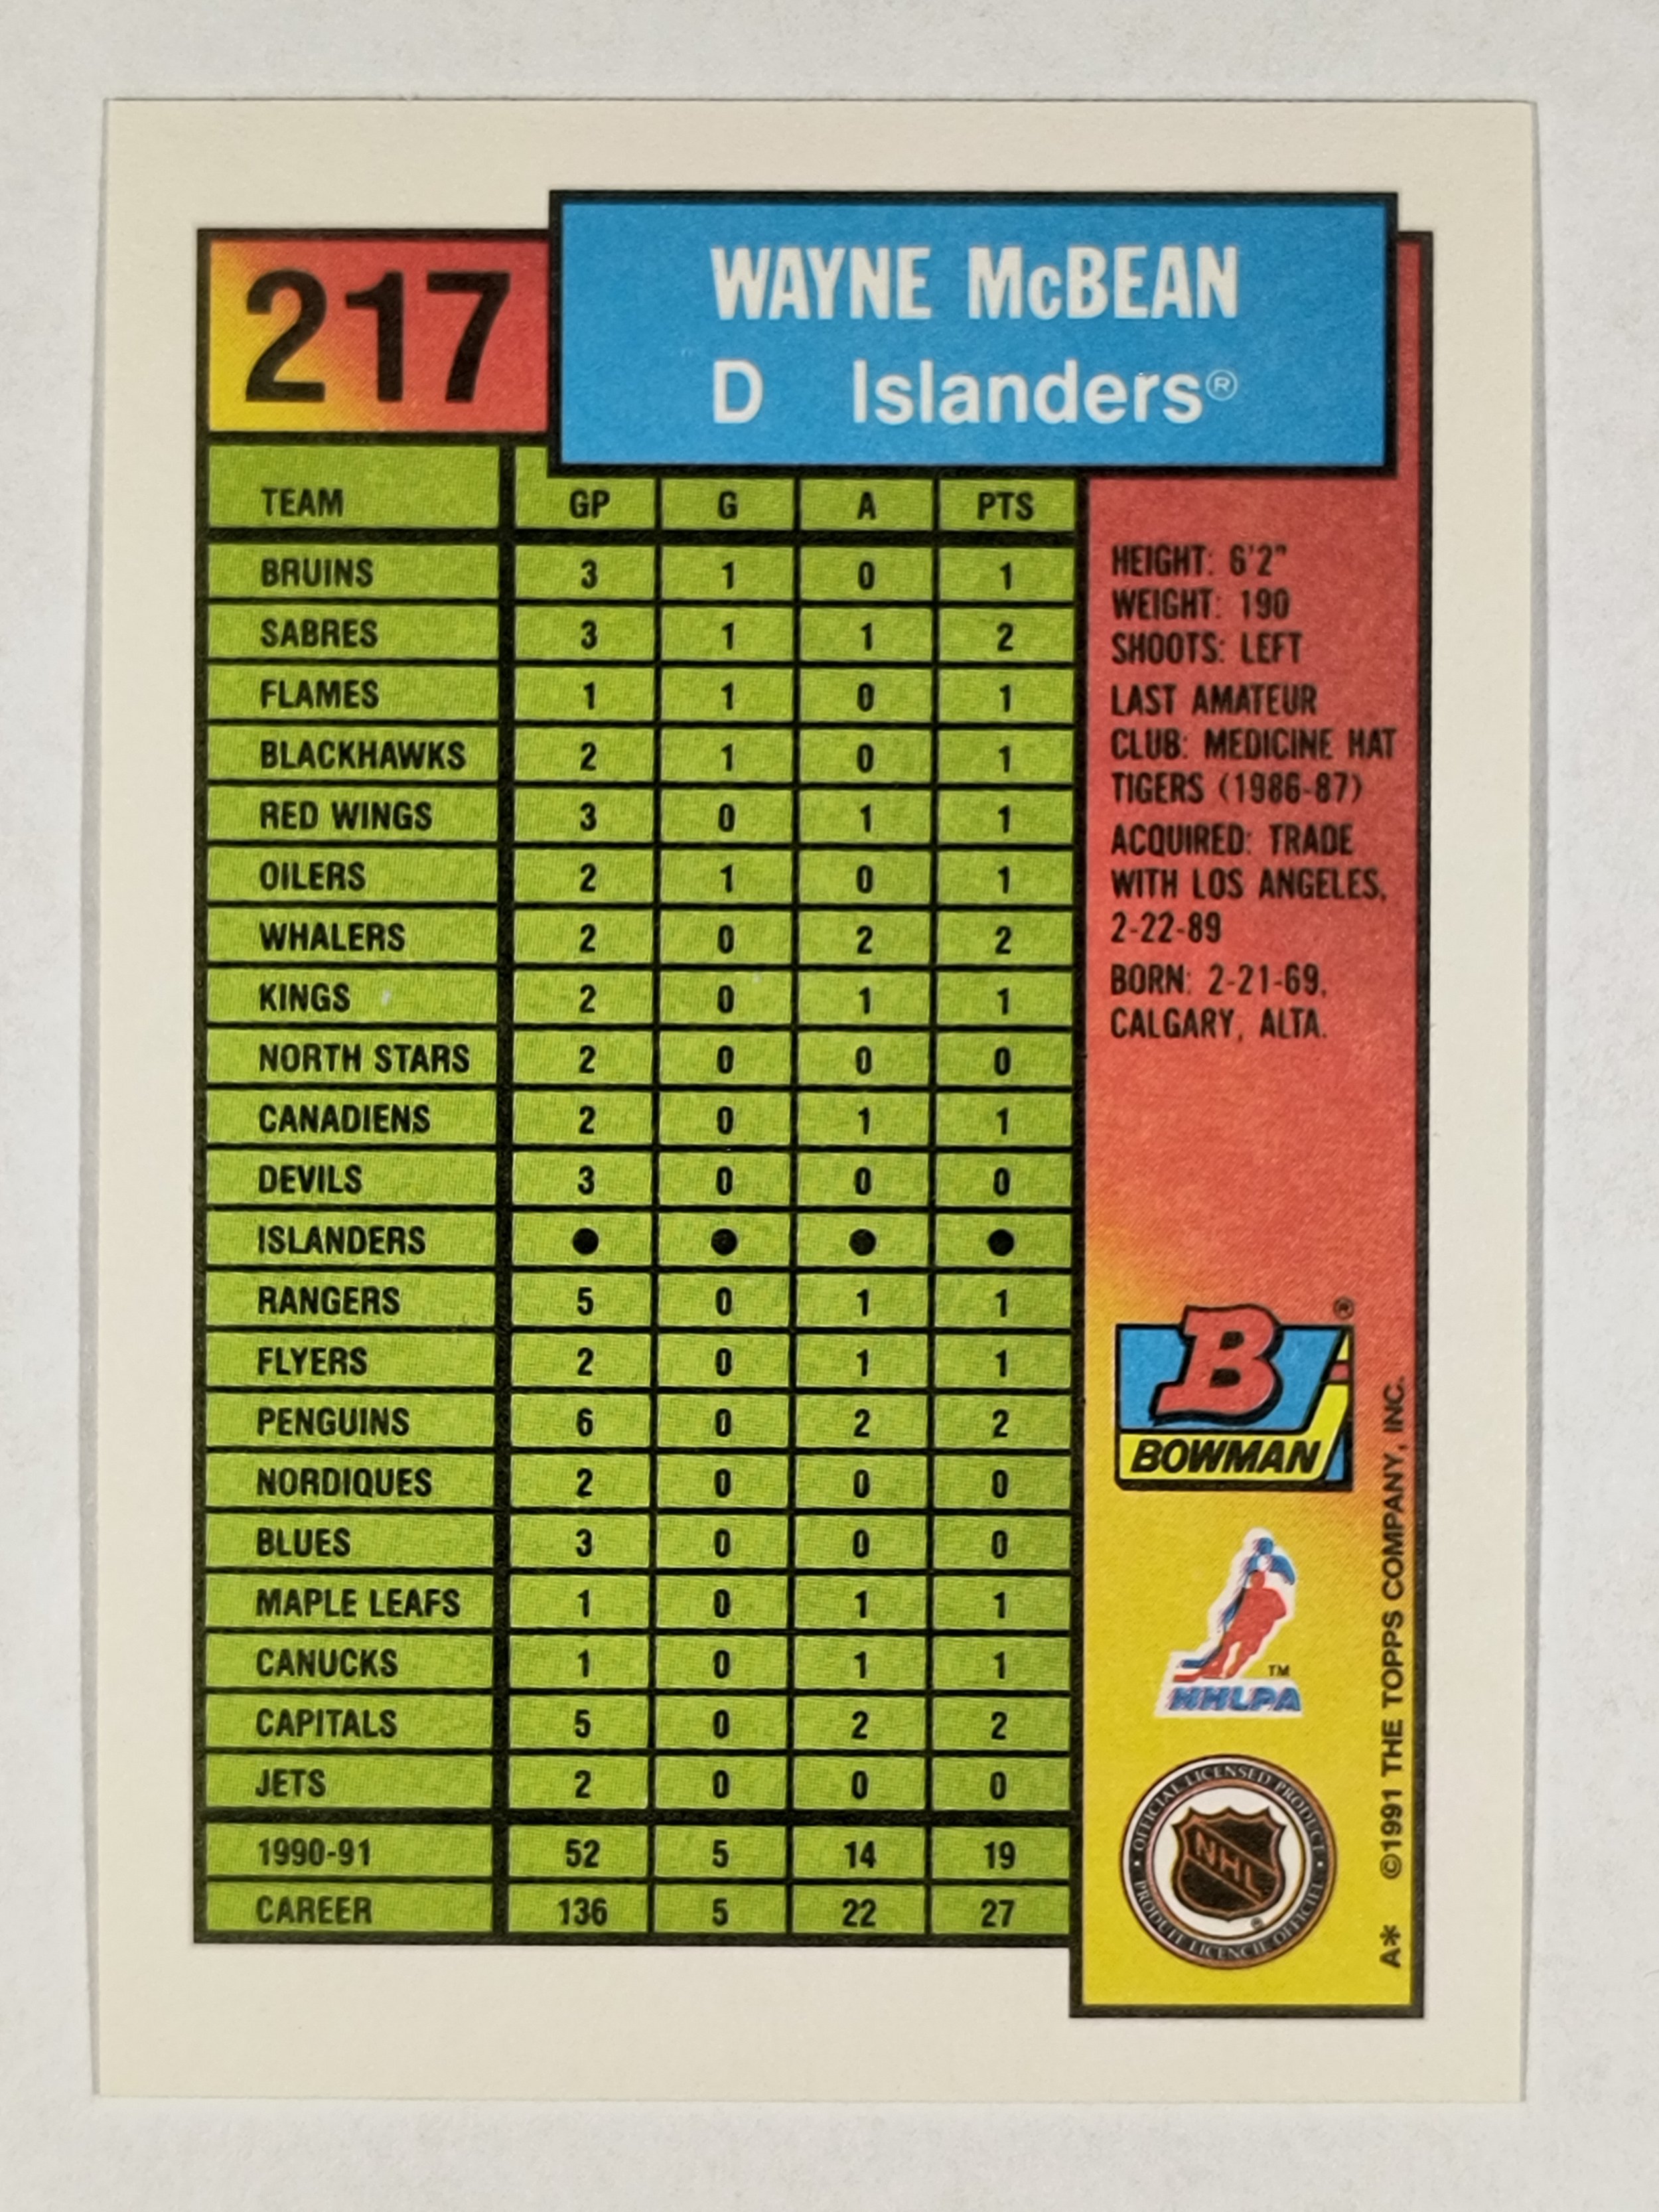 217
WAYNE McBEAN
D Islanders®
TEAM GP G A PTS
BRUINS 3 1 0 1
SABRES 3 1 1 2
FLAMES 1 1 0 1
BLACKHAWKS 2 1 0 1
RED WINGS 3 0 1 1
OILERS 2 1 0 1
WHALERS 2 0 2 2
KINGS 2 0 1 1
NORTH STARS 2 0 0 0
CANADIENS 2 0 1 1
DEVILS 3 0 0 0
ISLANDERS ● ● ● ●
RANGERS 5 0 1 1
FLYERS 2 0 1 1
PENGUINS 6 0 2 2
NORDIQUES 2 0 0 0
BLUES 3 0 0 0
MAPLE LEAFS 1 0 1 1
CANUCKS 1 0 1 1
CAPITALS 5 0 2 2
JETS 2 0 0 0
1990-91 52 5 14 19
CAREER 136 5 22 27
HEIGHT: 6'2"
WEIGHT: 190
SHOOTS: LEFT
LAST AMATEUR
CLUB: MEDICINE HAT
TIGERS (1986-87)
ACQUIRED: TRADE
WITH LOS ANGELES,
2-22-89
BORN: 2-21-69,
CALGARY, ALTA.
B ®
BOWMAN
TM
NHLPA
• OFFICIAL LICENSED PRODUCT •
NHL ®
PRODUIT LICENCIE OFFICIEL
A* ©1991 THE TOPPS COMPANY, INC.